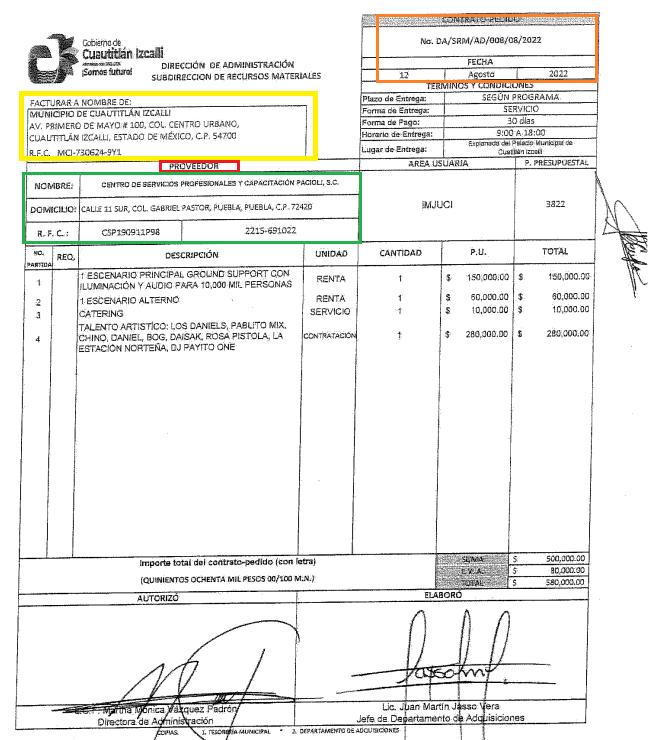 Gobierno de
Cuautitlán Izcalli
¡Somos futuro!
DIRECCIÓN DE ADMINISTRACIÓN
SUBDIRECCION DE RECURSOS MATERIALES
CONTRATO-PEDIDO
No. DA/SRM/AD/008/08/2022
FECHA
12 Agosto 2022
TÉRMINOS Y CONDICIONES
Plazo de Entrega: SEGÚN PROGRAMA
Forma de Entrega: SERVICIO
Forma de Pago: 30 días
Horario de Entrega: 9:00 A 18:00
Lugar de Entrega: Explanada del Palacio Municipal de
Cuautitlán Izcalli
FACTURAR A NOMBRE DE:
MUNICIPIO DE CUAUTITLÁN IZCALLI
AV. PRIMERO DE MAYO # 100, COL. CENTRO URBANO,
CUAUTITLÁN IZCALLI, ESTADO DE MÉXICO, C.P. 54700
R.F.C. MCI-730624-9Y1
PROVEEDOR
AREA USUARIA P. PRESUPUESTAL
NOMBRE: CENTRO DE SERVICIOS PROFESIONALES Y CAPACITACIÓN PACIOLI, S.C.
DOMICILIO: CALLE 11 SUR, COL. GABRIEL PASTOR, PUEBLA, PUEBLA, C.P. 72420
IMJUCI 3822
R. F. C. : CSP190911P98 2215-691022
NO. PARTIDA REQ. DESCRIPCIÓN UNIDAD CANTIDAD P.U. TOTAL
1 1 ESCENARIO PRINCIPAL GROUND SUPPORT CON
ILUMINACIÓN Y AUDIO PARA 10,000 MIL PERSONAS RENTA 1 $ 150,000.00 $ 150,000.00
2 1 ESCENARIO ALTERNO RENTA 1 $ 60,000.00 $ 60,000.00
3 CATERING SERVICIO 1 $ 10,000.00 $ 10,000.00
4 TALENTO ARTÍSTICO: LOS DANIELS, PABLITO MIX,
CHINO, DANIEL, BOG, DAISAK, ROSA PISTOLA, LA
ESTACIÓN NORTEÑA, DJ PAYITO ONE CONTRATACIÓN 1 $ 280,000.00 $ 280,000.00
Importe total del contrato-pedido (con letra)
(QUINIENTOS OCHENTA MIL PESOS 00/100 M.N.)
SUMA $ 500,000.00
I.V.A. $ 80,000.00
TOTAL $ 580,000.00
AUTORIZÓ ELABORÓ
Martha Mónica Vázquez Padrón
Directora de Administración
Lic. Juan Martín Jasso Vera
Jefe de Departamento de Adquisiciones
COPIAS. 1. TESORERÍA MUNICIPAL * 2. DEPARTAMENTO DE ADQUISICIONES